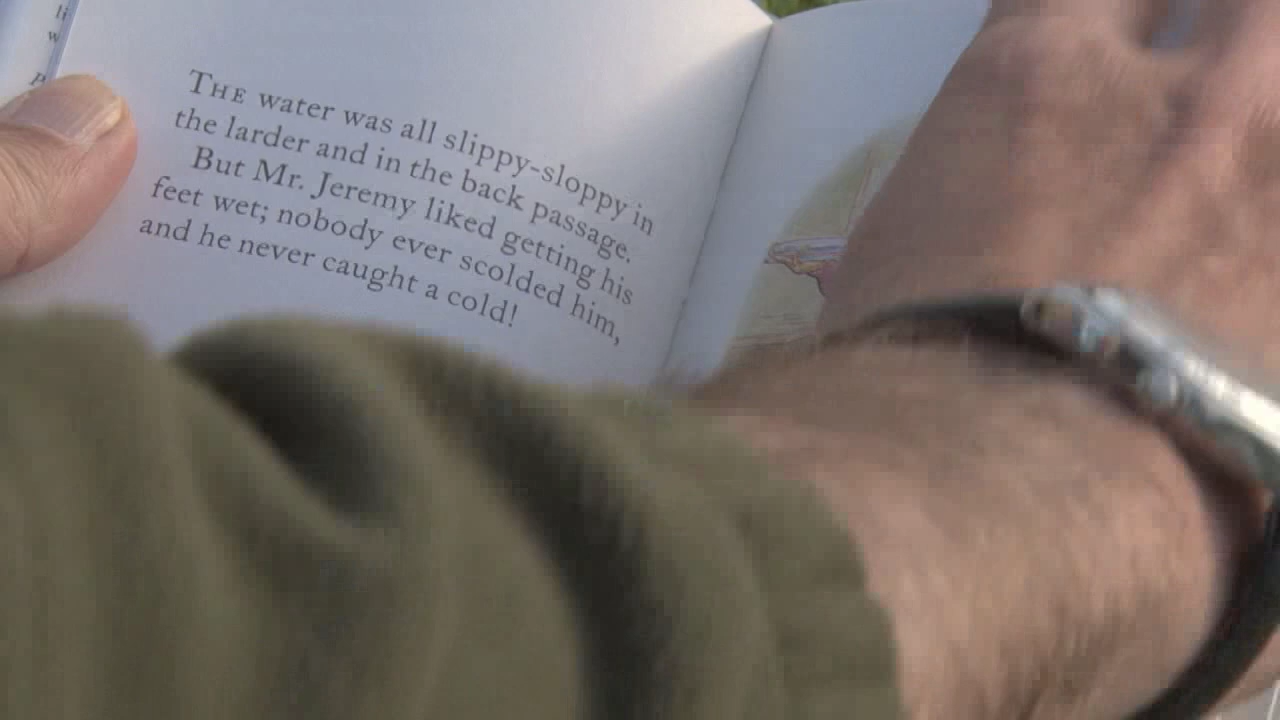 THE water was all slippy-sloppy in
the larder and in the back passage.
But Mr. Jeremy liked getting his
feet wet; nobody ever scolded him,
and he never caught a cold!